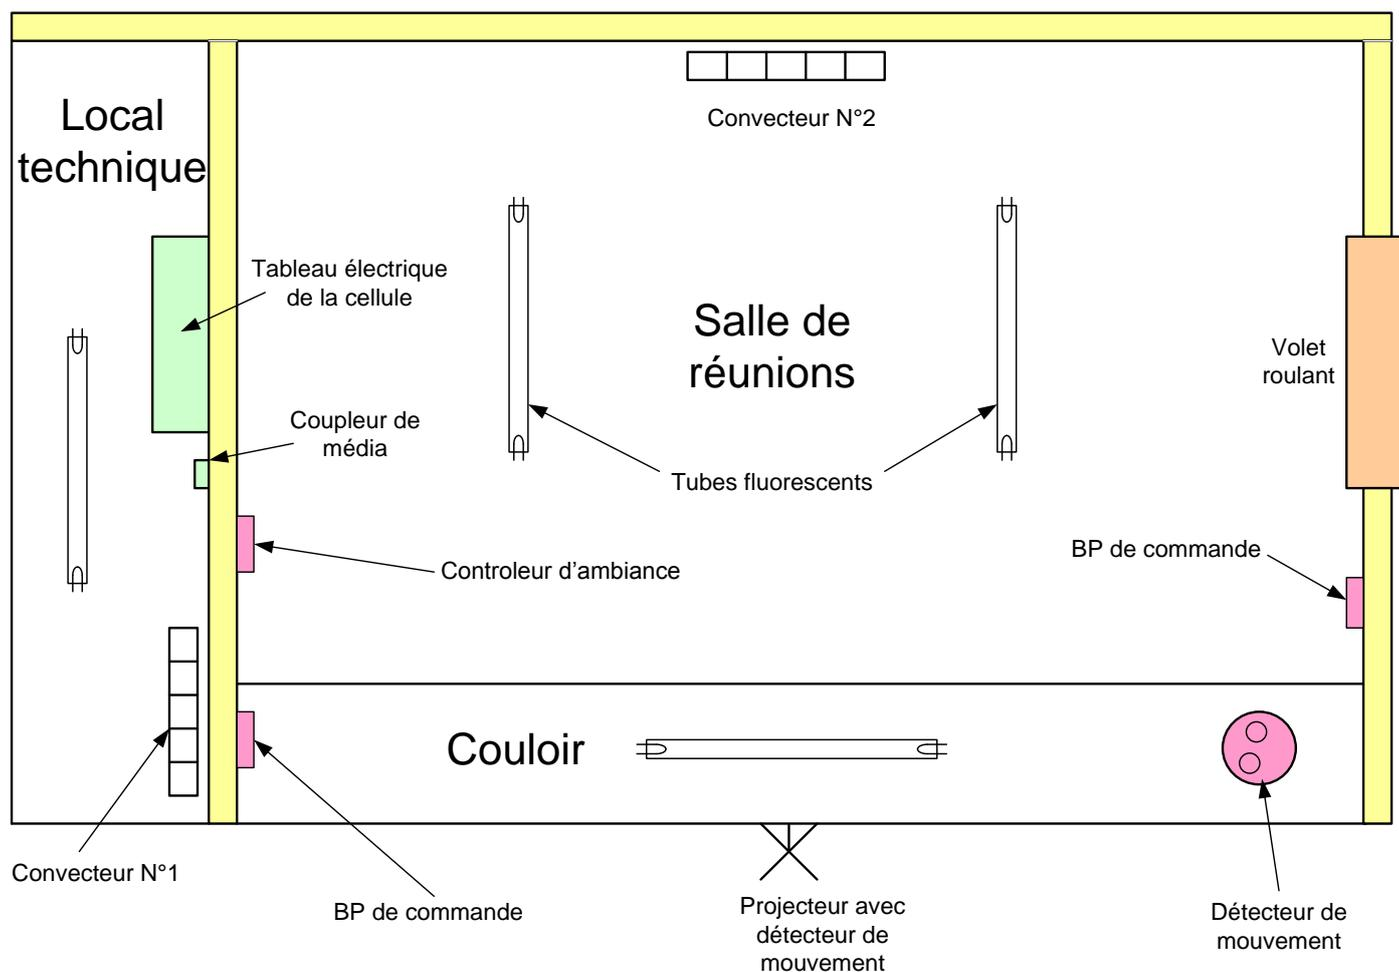 Convecteur N°2
Local
technique
Tableau électrique
de la cellule
Salle de
réunions
Volet
roulant
Coupleur de
média
Tubes fluorescents
BP de commande
Controleur d'ambiance
Couloir
Convecteur N°1
BP de commande
Projecteur avec
détecteur de
mouvement
Détecteur de
mouvement